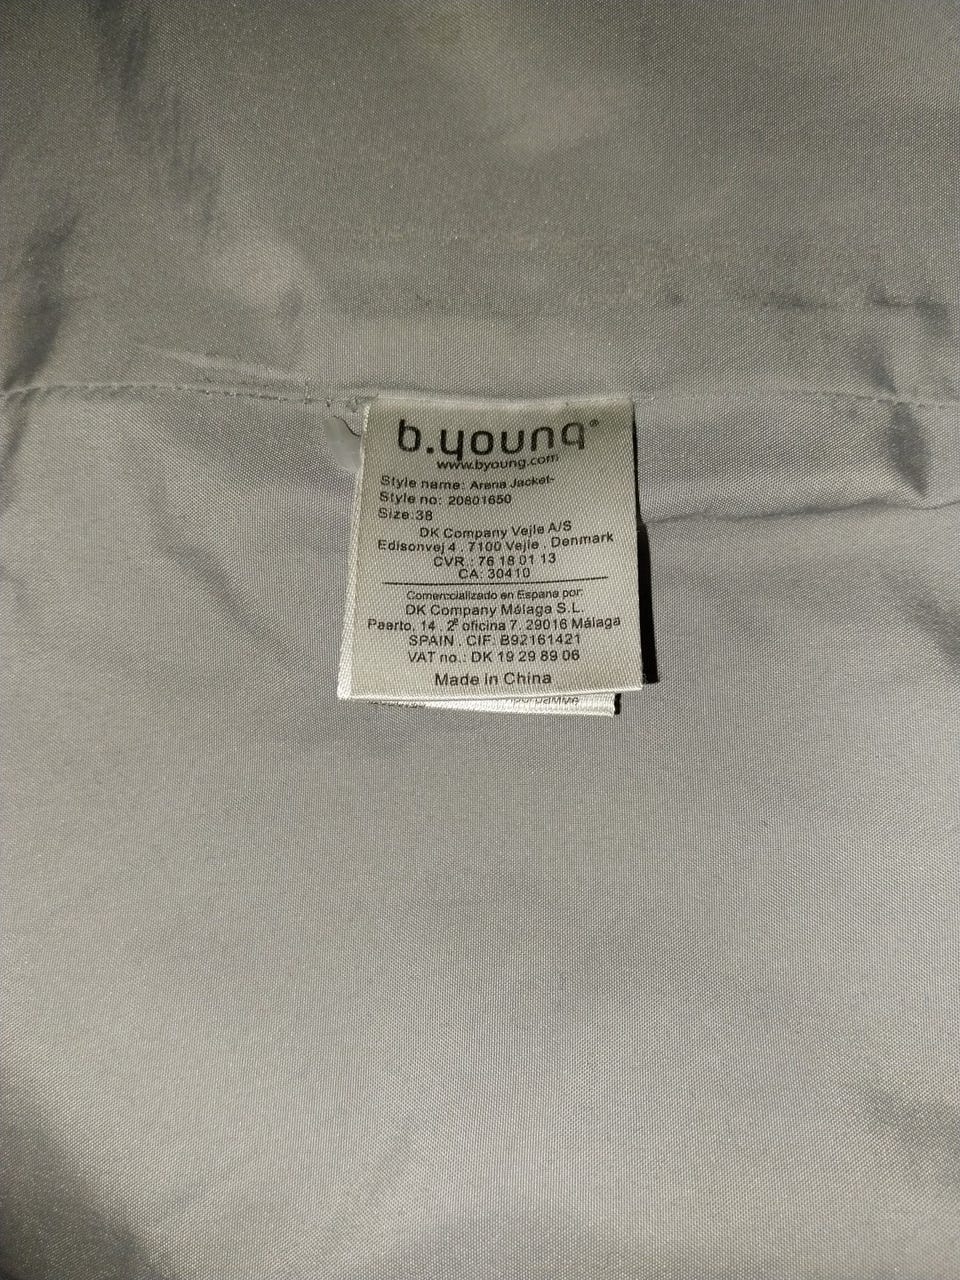 b.young®
www.byoung.com
Style name: Arena Jacket-
Style no: 20801650
Size:38
DK Company Vejle A/S
Edisonvej 4 . 7100 Vejle . Denmark
CVR.: 76 18 01 13
CA: 30410
Comercializado en Espana por:
DK Company Málaga S.L.
Paerto, 14 . 2ª oficina 7. 29016 Málaga
SPAIN . CIF: B92161421
VAT no.: DK 19 29 89 06
Made in China